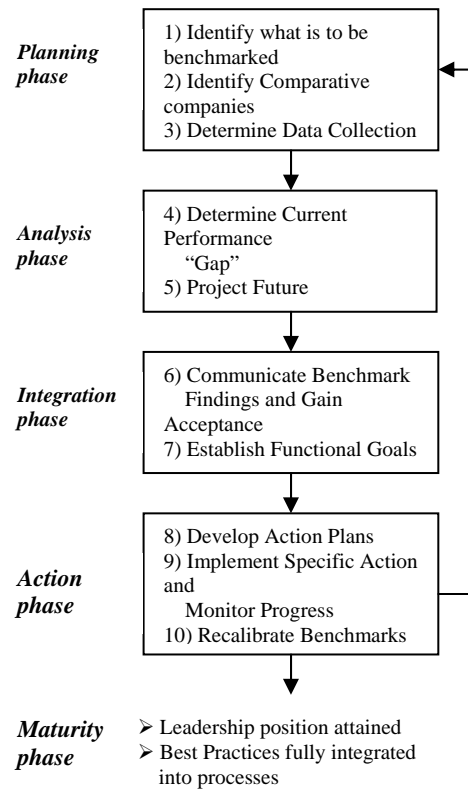 Planning
phase
1) Identify what is to be
benchmarked
2) Identify Comparative
companies
3) Determine Data Collection
Analysis
phase
4) Determine Current
Performance
“Gap”
5) Project Future
Integration
phase
6) Communicate Benchmark
Findings and Gain
Acceptance
7) Establish Functional Goals
Action
phase
8) Develop Action Plans
9) Implement Specific Action
and
Monitor Progress
10) Recalibrate Benchmarks
Maturity
phase
➢ Leadership position attained
➢ Best Practices fully integrated
into processes